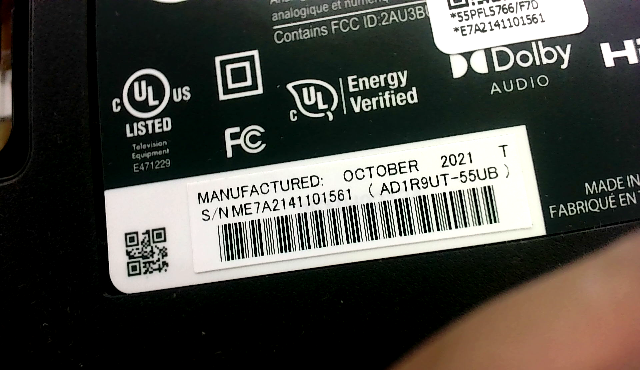 analogique et numéri
Contains FCC ID:2AU3B
*55PFL5766/F7D
*E7A2141101561
Dolby
AUDIO
C UL US
LISTED
Television
Equipment
E471229
C UL
Energy
Verified
FC
MANUFACTURED: OCTOBER 2021 T
S/N ME7A2141101561 (AD1R9UT-55UB)
MADE IN
FABRIQUÉ EN